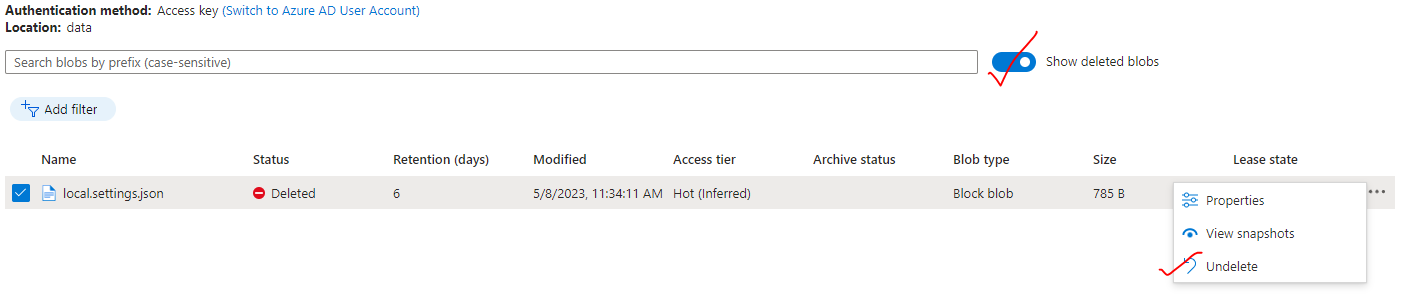 Authentication method: Access key (Switch to Azure AD User Account)
Location: data
Search blobs by prefix (case-sensitive)
Show deleted blobs
Add filter
Name Status Retention (days) Modified Access tier Archive status Blob type Size Lease state
local.settings.json Deleted 6 5/8/2023, 11:34:11 AM Hot (Inferred) Block blob 785 B
Properties
View snapshots
Undelete